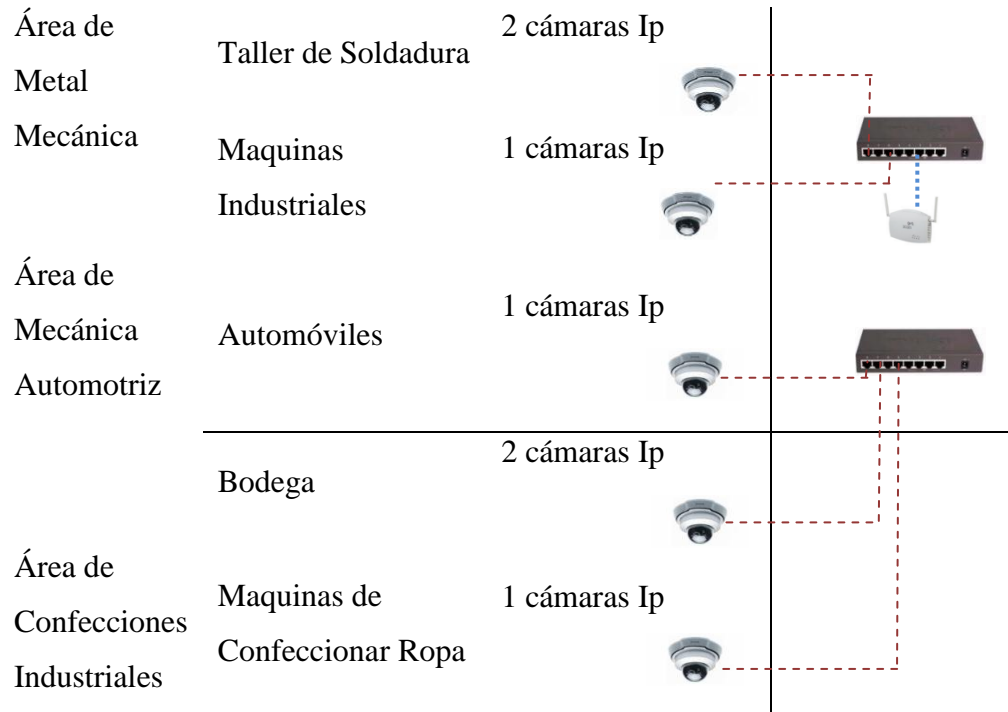 Área de
Metal
Mecánica
Taller de Soldadura
2 cámaras Ip
Maquinas
Industriales
1 cámaras Ip
Área de
Mecánica
Automotriz
Automóviles
1 cámaras Ip
Bodega
2 cámaras Ip
Área de
Confecciones
Industriales
Maquinas de
Confeccionar Ropa
1 cámaras Ip